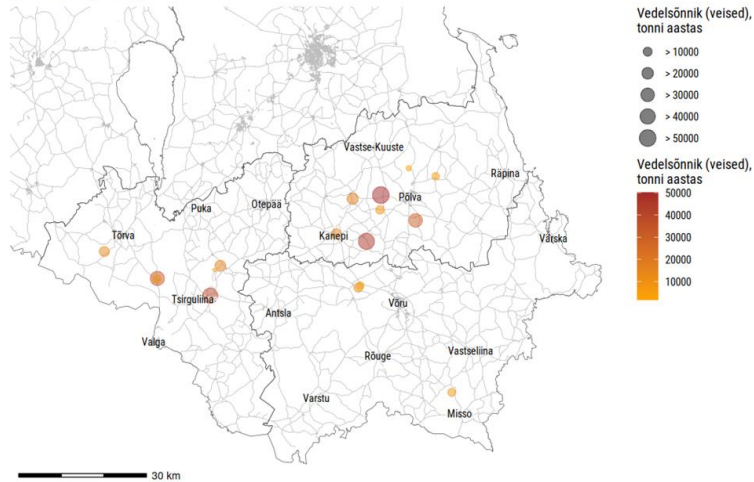 Vedelsõnnik (veised),
tonni aastas
> 10000
> 20000
> 30000
> 40000
> 50000
Vedelsõnnik (veised),
tonni aastas
50000
40000
30000
20000
10000
Vastse-Kuuste
Räpina
Põlva
Otepää
Puka
Kanepi
Tõrva
Värska
Tsirguliina
Võru
Antsla
Valga
Vastseliina
Rõuge
Varstu
Misso
30 km